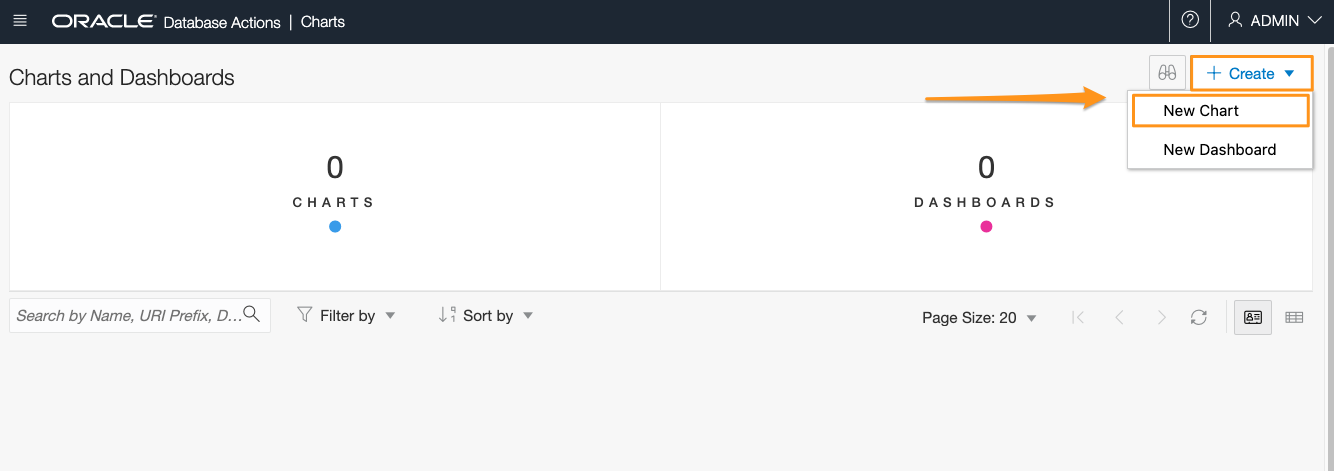 ORACLE Database Actions | Charts
ADMIN
Charts and Dashboards
+ Create
New Chart
New Dashboard
0
CHARTS
0
DASHBOARDS
Search by Name, URI Prefix, D...
Filter by
Sort by
Page Size: 20